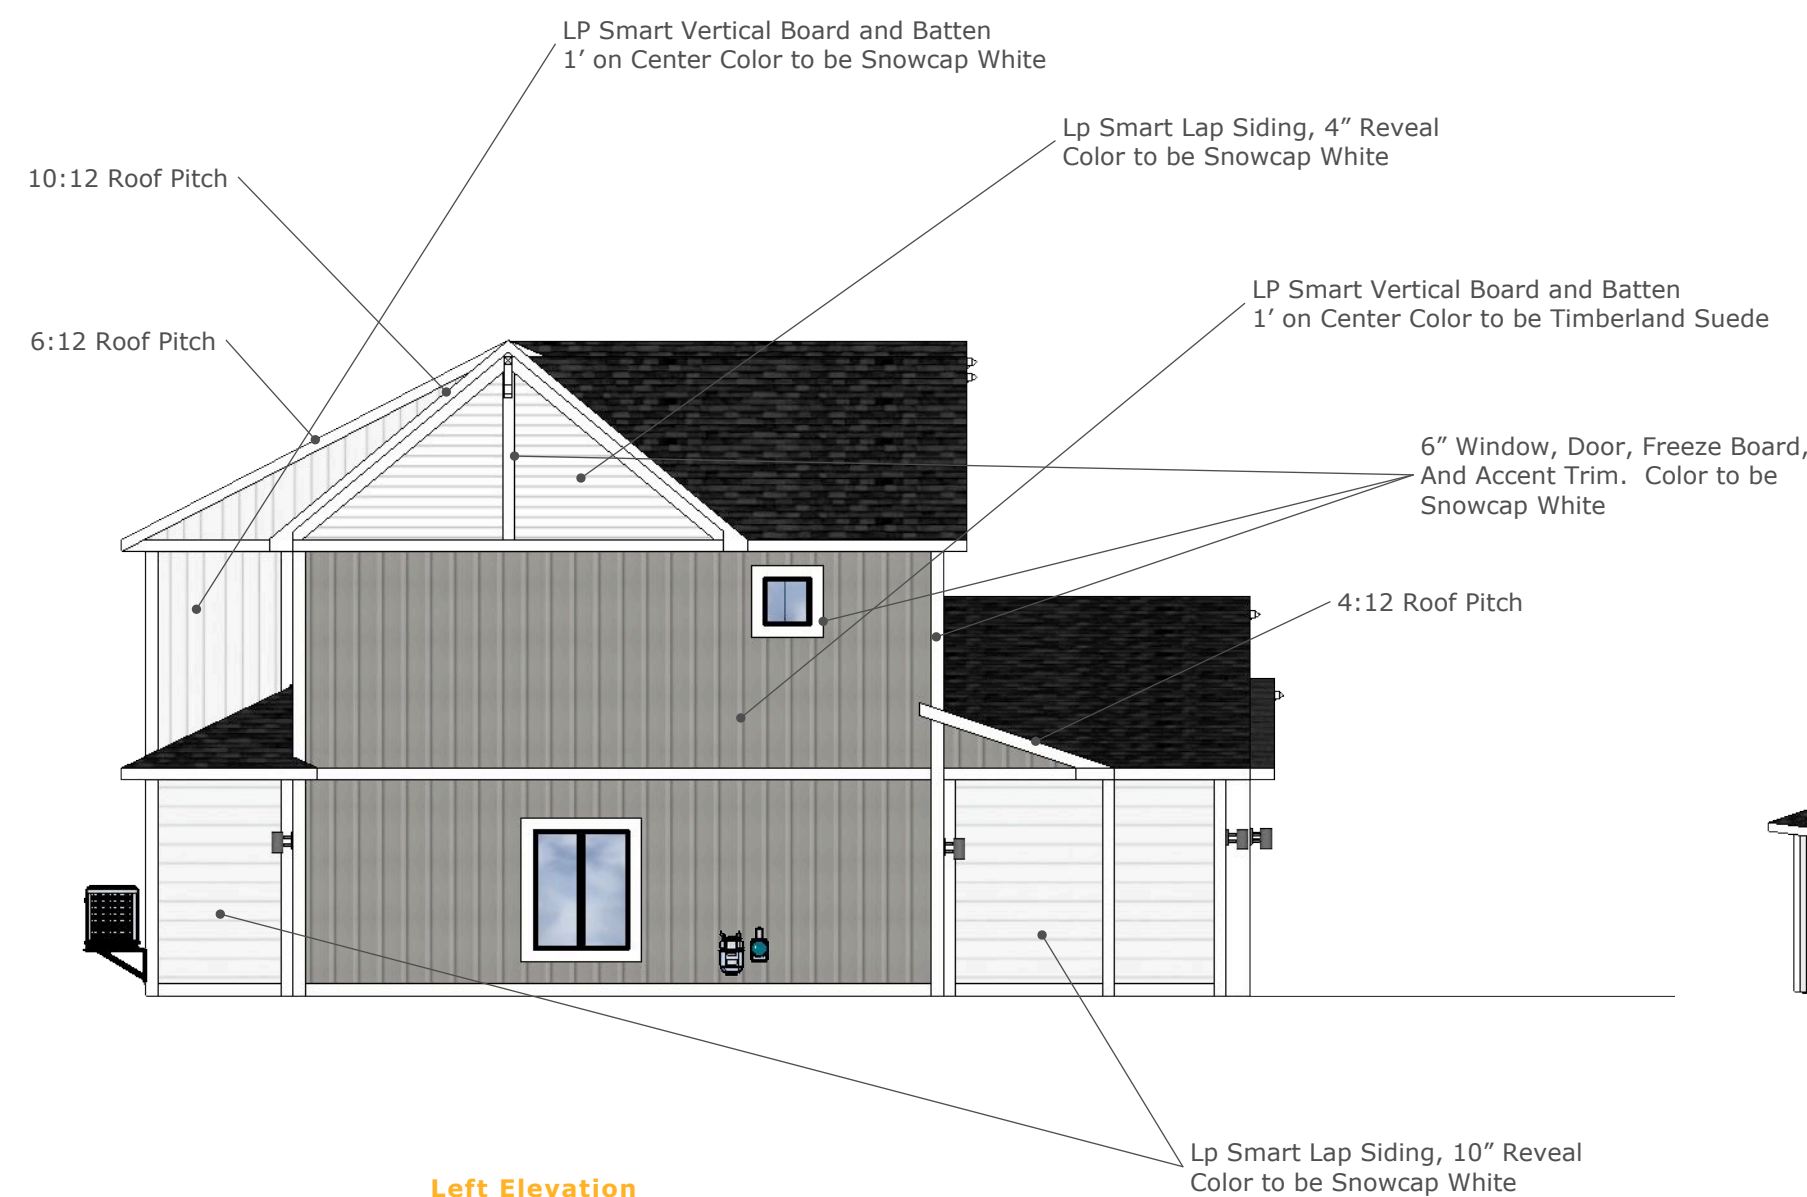 LP Smart Vertical Board and Batten
1’ on Center Color to be Snowcap White
Lp Smart Lap Siding, 4” Reveal
Color to be Snowcap White
10:12 Roof Pitch
LP Smart Vertical Board and Batten
1’ on Center Color to be Timberland Suede
6:12 Roof Pitch
6” Window, Door, Freeze Board,
And Accent Trim.  Color to be
Snowcap White
4:12 Roof Pitch
Lp Smart Lap Siding, 10” Reveal
Color to be Snowcap White
Left Elevation